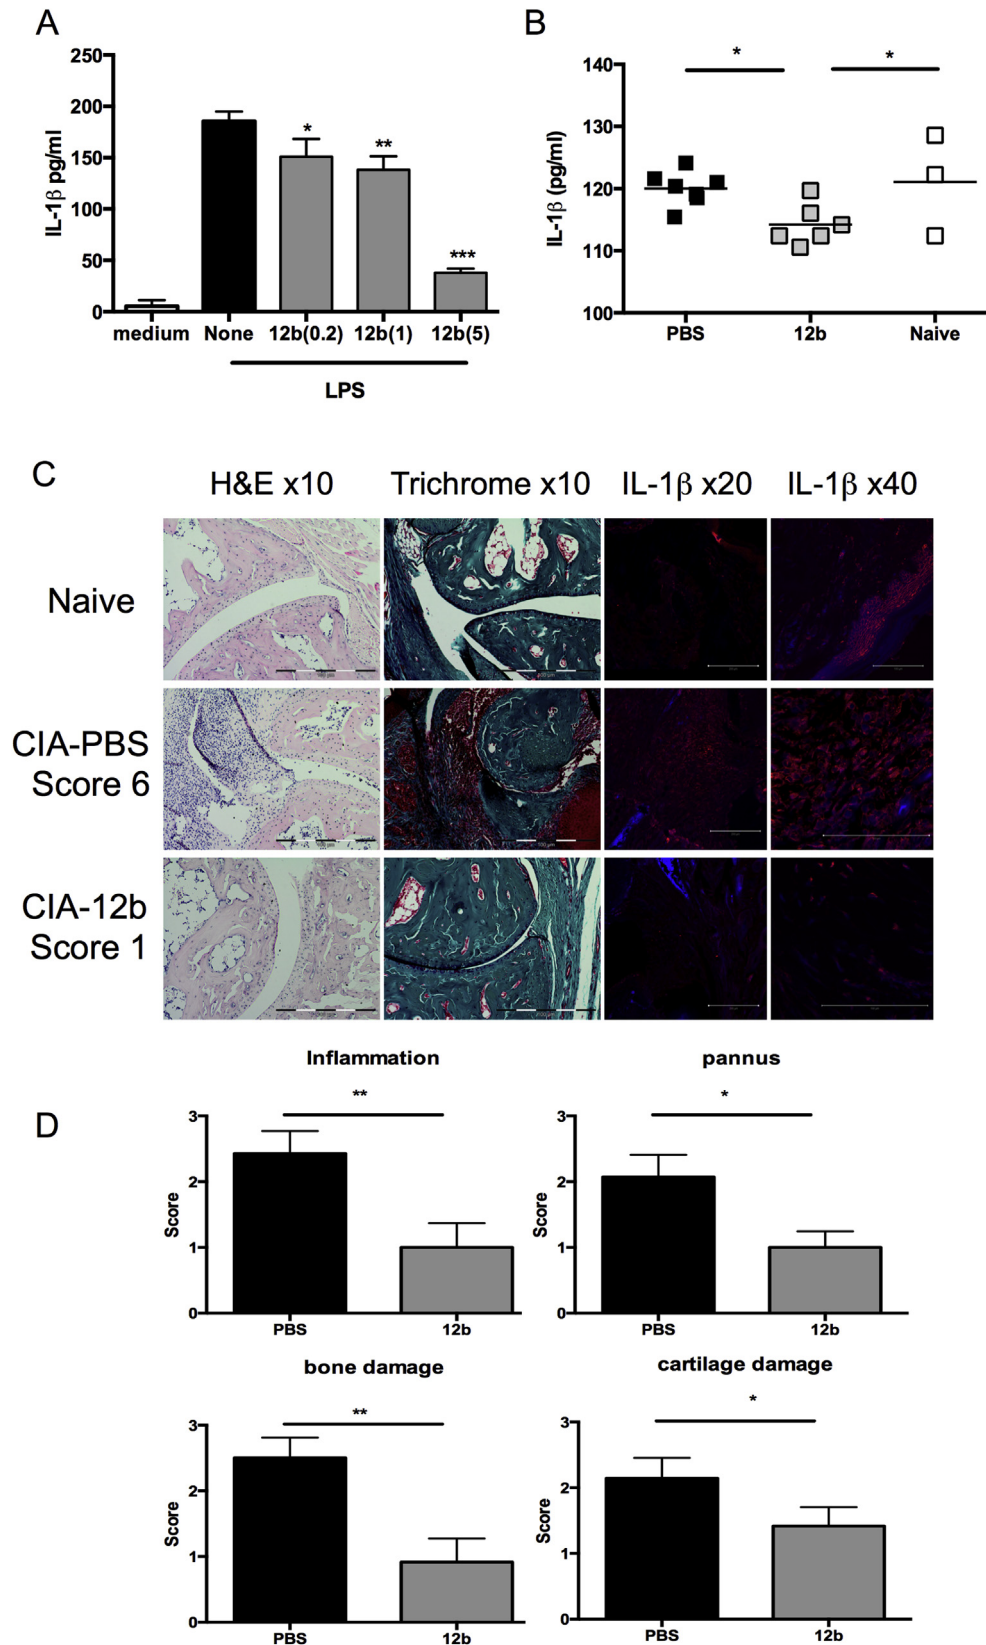 A
250
200
150
100
50
0
IL-1β pg/ml
*
**
***
medium None 12b(0.2) 12b(1) 12b(5)
LPS
B
140
130
120
110
100
IL-1β (pg/ml)
*
*
PBS 12b Naive
C
H&E x10 Trichrome x10 IL-1β x20 IL-1β x40
Naive
CIA-PBS
Score 6
CIA-12b
Score 1
D
Inflammation
**
3
2
1
0
Score
PBS 12b
pannus
*
3
2
1
0
Score
PBS 12b
bone damage
**
3
2
1
0
Score
PBS 12b
cartilage damage
*
3
2
1
0
Score
PBS 12b